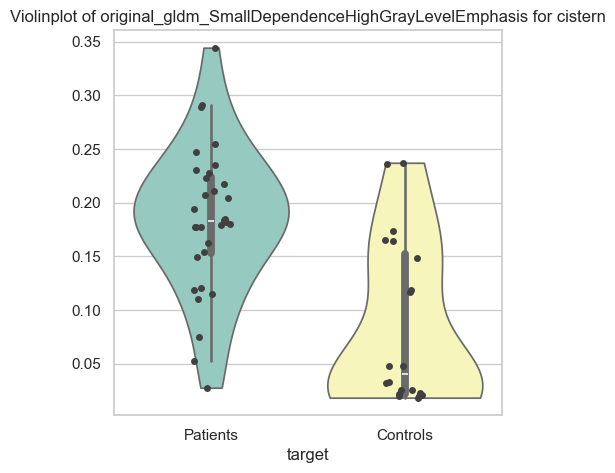 Violinplot of original_gldm_SmallDependenceHighGrayLevelEmphasis for cistern
0.35
0.30
0.25
0.20
0.15
0.10
0.05
Patients
Controls
target